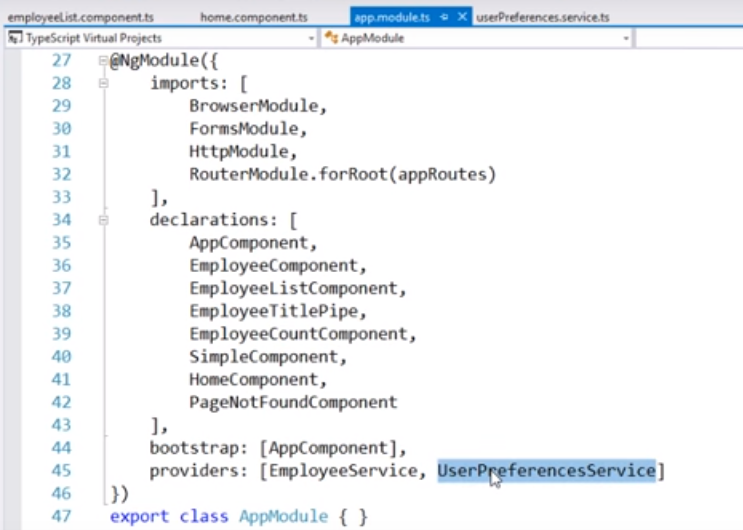 employeeList.component.ts home.component.ts app.module.ts userPreferences.service.ts
TypeScript Virtual Projects AppModule
27 @NgModule({
28 imports: [
29 BrowserModule,
30 FormsModule,
31 HttpModule,
32 RouterModule.forRoot(appRoutes)
33 ],
34 declarations: [
35 AppComponent,
36 EmployeeComponent,
37 EmployeeListComponent,
38 EmployeeTitlePipe,
39 EmployeeCountComponent,
40 SimpleComponent,
41 HomeComponent,
42 PageNotFoundComponent
43 ],
44 bootstrap: [AppComponent],
45 providers: [EmployeeService, UserPreferencesService]
46 })
47 export class AppModule { }